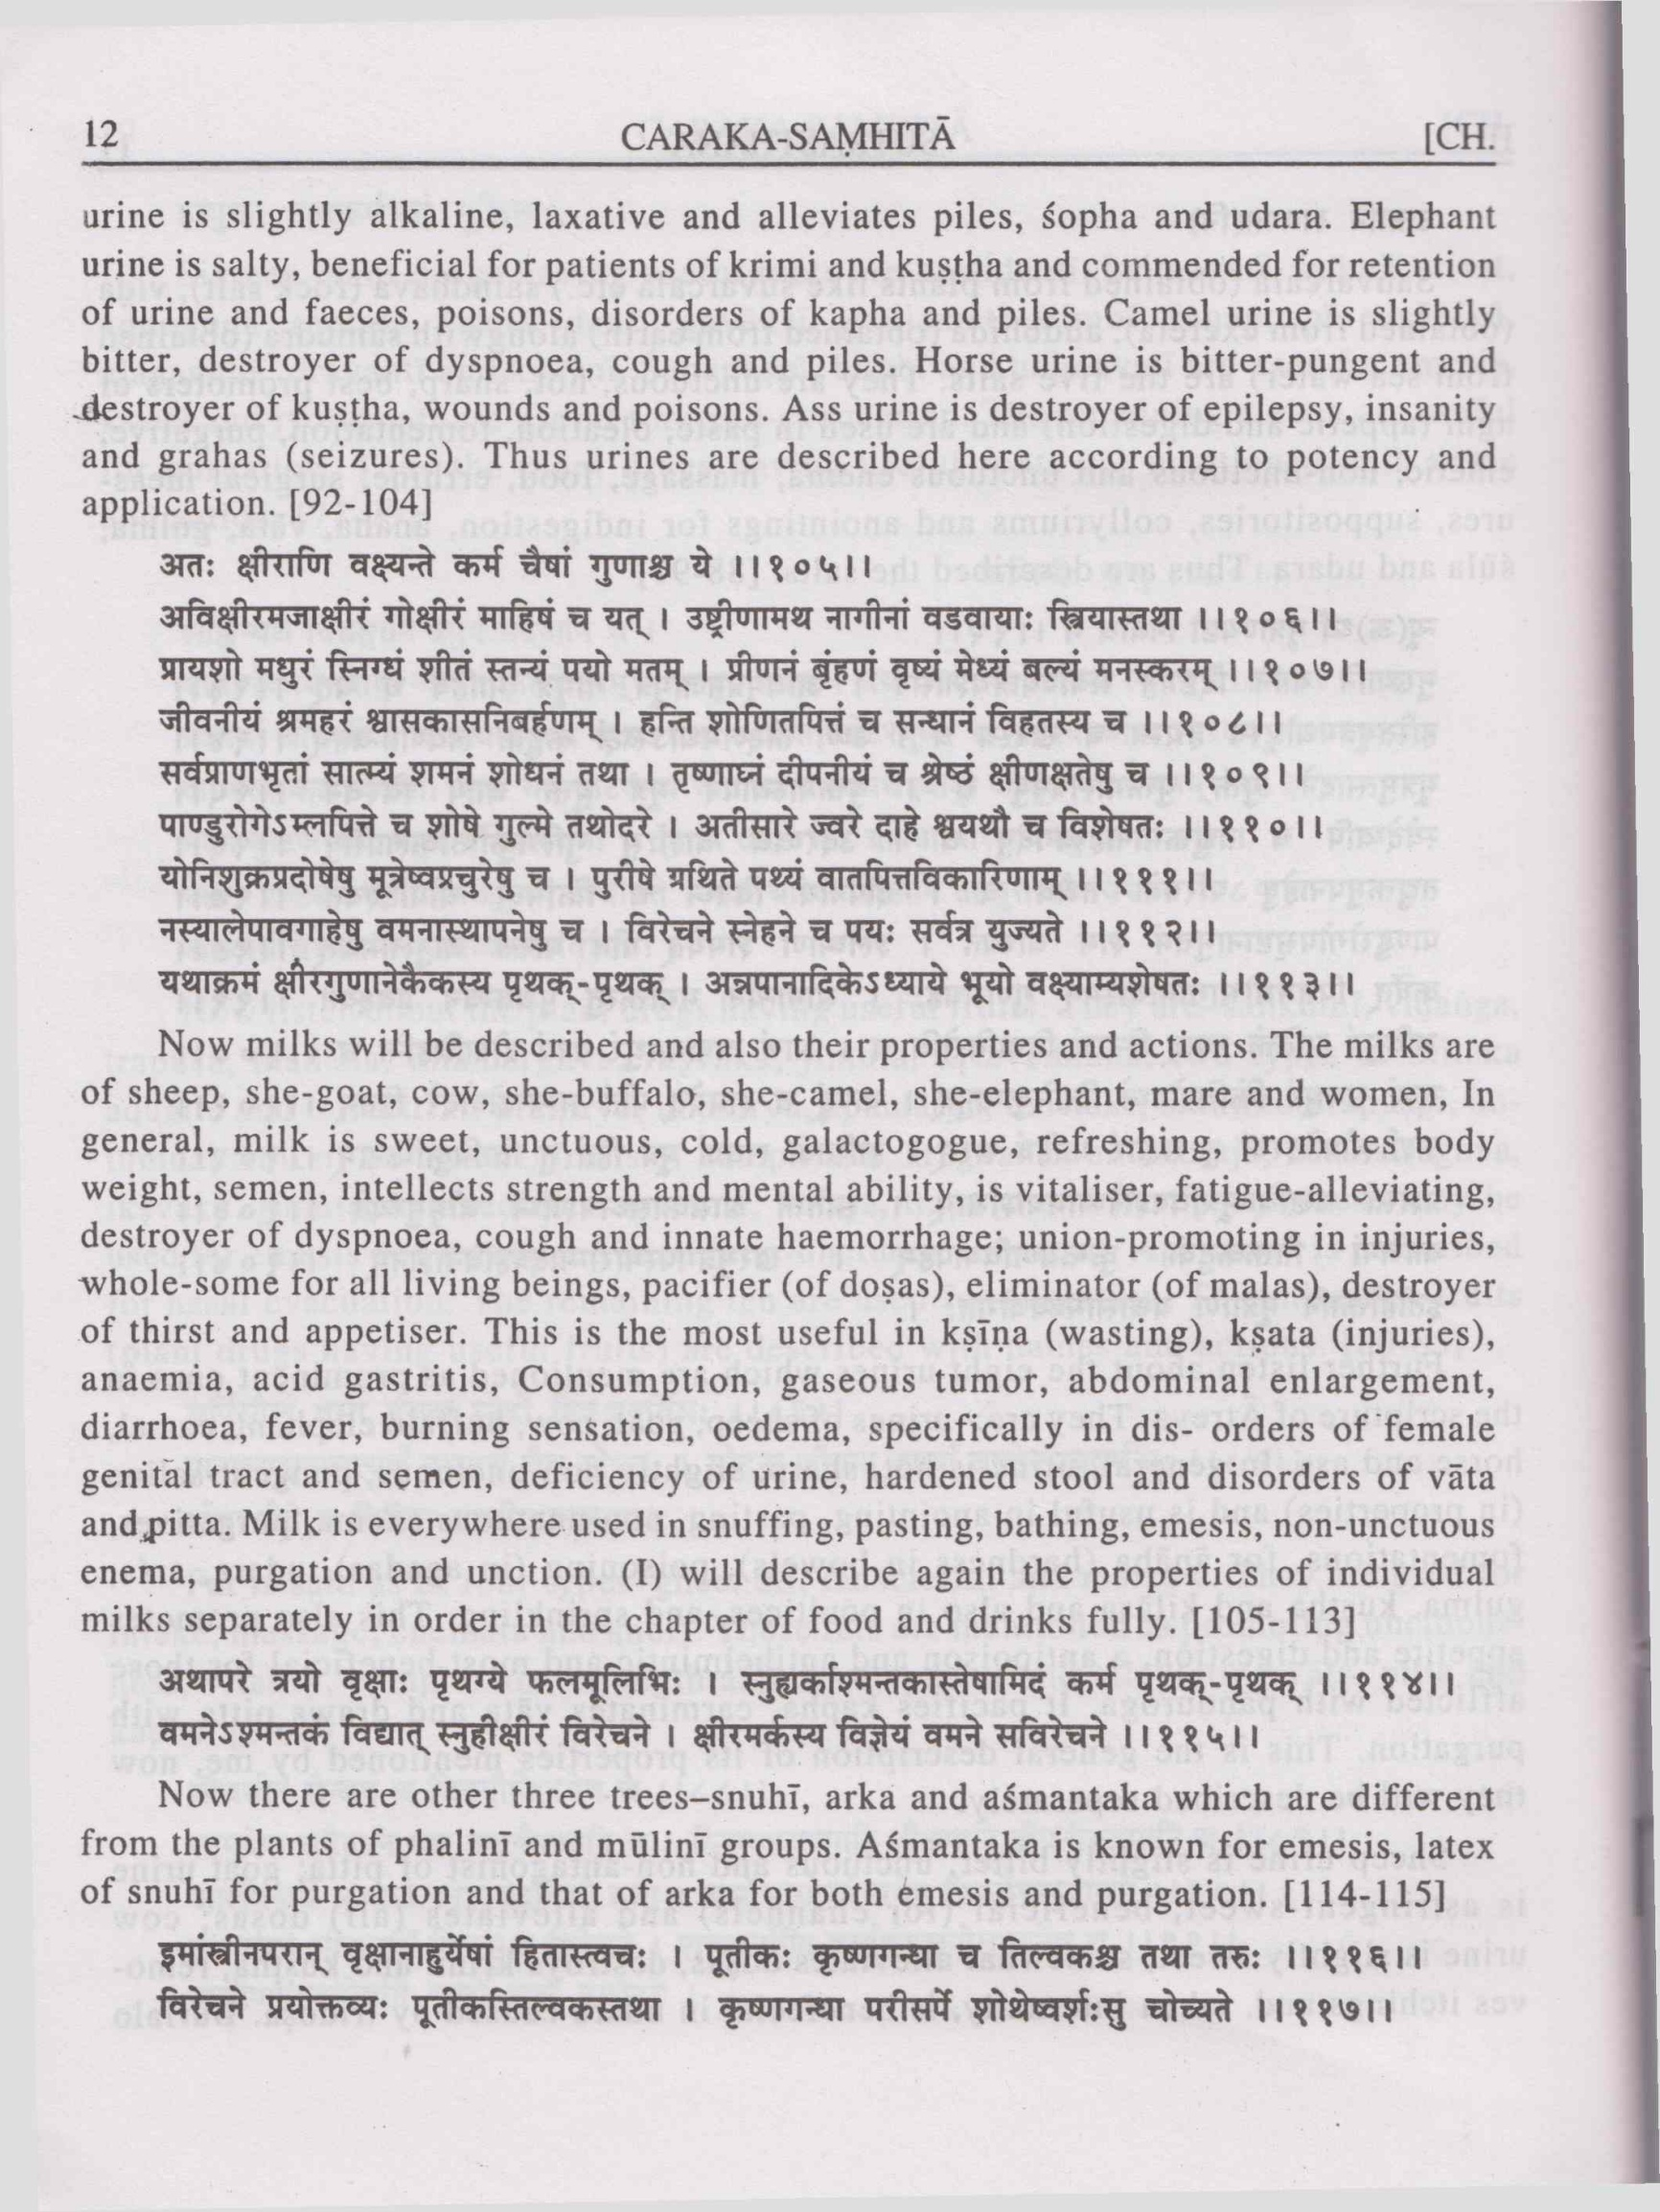 12 CARAKA-SAṂHITĀ [CH.
urine is slightly alkaline, laxative and alleviates piles, śopha and udara. Elephant
urine is salty, beneficial for patients of krimi and kuṣṭha and commended for retention
of urine and faeces, poisons, disorders of kapha and piles. Camel urine is slightly
bitter, destroyer of dyspnoea, cough and piles. Horse urine is bitter-pungent and
destroyer of kuṣṭha, wounds and poisons. Ass urine is destroyer of epilepsy, insanity
and grahas (seizures). Thus urines are described here according to potency and
application. [92-104]
अतः क्षीराणि वक्ष्यन्ते कर्म चैषां गुणाश्च ये ।।१०५।।
अविक्षीरमजाक्षीरं गोक्षीरं माहिषं च यत् । उष्ट्रीणामथ नागीनां वडवायाः स्त्रियास्तथा ।।१०६।।
प्रायशो मधुरं स्निग्धं शीतं स्तन्यं पयो मतम् । प्रीणनं बृंहणं वृष्यं मेध्यं बल्यं मनस्करम् ।।१०७।।
जीवनीयं श्रमहरं श्वासकासनिबर्हणम् । हन्ति शोणितपित्तं च सन्धानं विहतस्य च ।।१०८।।
सर्वप्राणभृतां सात्म्यं शमनं शोधनं तथा । तृष्णाघ्नं दीपनीयं च श्रेष्ठं क्षीणक्षतेषु च ।।१०९।।
पाण्डुरोगेऽम्लपित्ते च शोषे गुल्मे तथोदरे । अतीसारे ज्वरे दाहे श्वयथौ च विशेषतः ।।११०।।
योनिशुक्रप्रदोषेषु मूत्रेष्वप्रचुरेषु च । पुरीषे ग्रथिते पथ्यं वातपित्तविकारिणाम् ।।१११।।
नस्यालेपावगाहेषु वमनास्थापनेषु च । विरेचने स्नेहने च पयः सर्वत्र युज्यते ।।११२।।
यथाक्रमं क्षीरगुणानेकैकस्य पृथक्-पृथक् । अन्नपानादिकेऽध्याये भूयो वक्ष्याम्यशेषतः ।।११३।।
Now milks will be described and also their properties and actions. The milks are
of sheep, she-goat, cow, she-buffalo, she-camel, she-elephant, mare and women, In
general, milk is sweet, unctuous, cold, galactogogue, refreshing, promotes body
weight, semen, intellects strength and mental ability, is vitaliser, fatigue-alleviating,
destroyer of dyspnoea, cough and innate haemorrhage; union-promoting in injuries,
whole-some for all living beings, pacifier (of doṣas), eliminator (of malas), destroyer
of thirst and appetiser. This is the most useful in kṣīṇa (wasting), kṣata (injuries),
anaemia, acid gastritis, Consumption, gaseous tumor, abdominal enlargement,
diarrhoea, fever, burning sensation, oedema, specifically in dis- orders of female
genital tract and semen, deficiency of urine, hardened stool and disorders of vāta
and pitta. Milk is everywhere used in snuffing, pasting, bathing, emesis, non-unctuous
enema, purgation and unction. (I) will describe again the properties of individual
milks separately in order in the chapter of food and drinks fully. [105-113]
अथापरे त्रयो वृक्षाः पृथग्ये फलमूलिभिः । स्नुह्यर्काश्मन्तकास्तेषामिदं कर्म पृथक्-पृथक् ।।११४।।
वमनेऽश्मन्तकं विद्यात् स्नुहीक्षीरं विरेचने । क्षीरमर्कस्य विज्ञेयं वमने सविरेचने ।।११५।।
Now there are other three trees–snuhī, arka and aśmantaka which are different
from the plants of phalinī and mūlinī groups. Aśmantaka is known for emesis, latex
of snuhī for purgation and that of arka for both emesis and purgation. [114-115]
इमांस्त्रीनपरान् वृक्षानाहुर्येषां हितास्त्वचः । पूतीकः कृष्णगन्धा च तिल्वकश्च तथा तरुः ।।११६।।
विरेचने प्रयोक्तव्यः पूतीकस्तिल्वकस्तथा । कृष्णगन्धा परीसर्पे शोथेष्वर्शःसु चोच्यते ।।११७।।